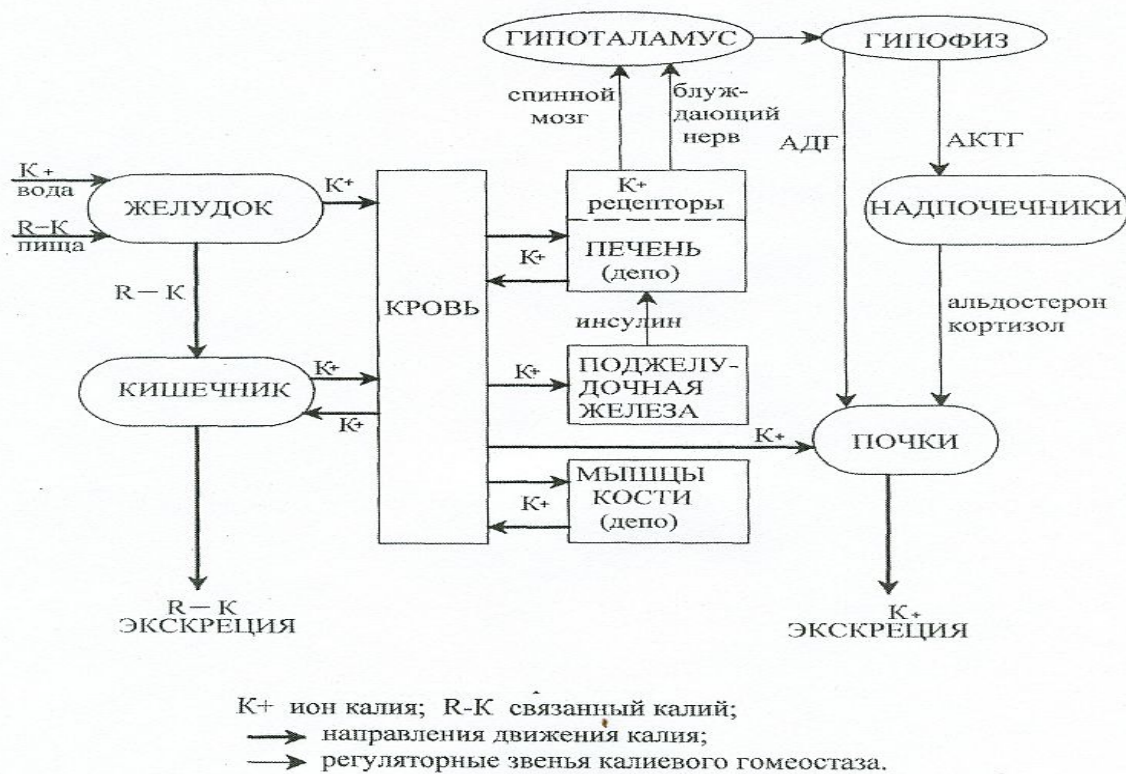 ГИПОТАЛАМУС
ГИПОФИЗ
спинной
мозг
блуж-
дающий
нерв
АДГ
АКТГ
K+
вода
ЖЕЛУДОК
K+
R–K
пища
K+
рецепторы
НАДПОЧЕЧНИКИ
K+
ПЕЧЕНЬ
(депо)
R – K
КРОВЬ
инсулин
альдостерон
кортизол
КИШЕЧНИК
K+
K+
K+
ПОДЖЕЛУ-
ДОЧНАЯ
ЖЕЛЕЗА
K+
ПОЧКИ
K+
МЫШЦЫ
КОСТИ
(депо)
R – K
ЭКСКРЕЦИЯ
K+
ЭКСКРЕЦИЯ
K+ ион калия; R-K связанный калий;
направления движения калия;
регуляторные звенья калиевого гомеостаза.